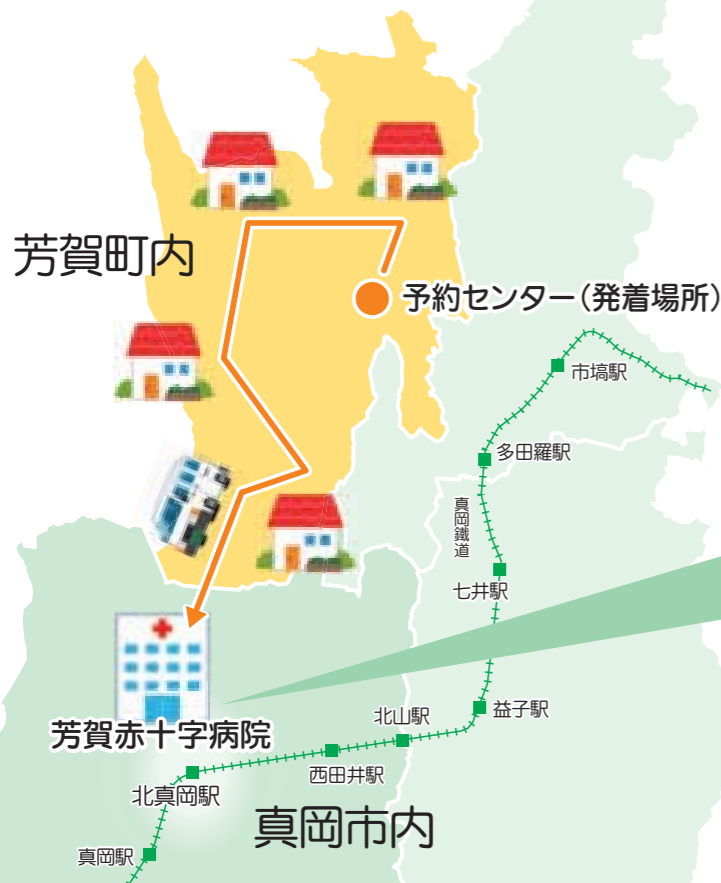 芳賀町内
予約センター(発着場所)
市塙駅
多田羅駅
真岡鐵道
七井駅
益子駅
北山駅
芳賀赤十字病院
西田井駅
北真岡駅
真岡市内
真岡駅